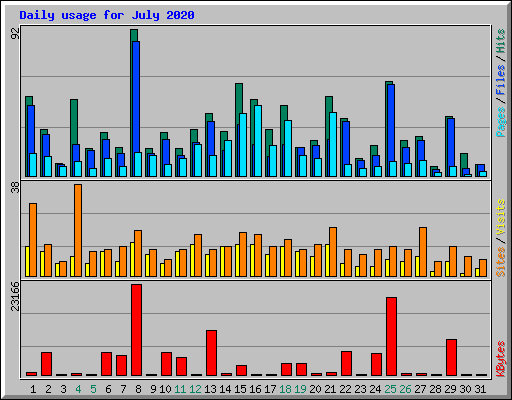 Daily usage for July 2020
92
Pages / Files / Hits
38
Sites / Visits
23166
KBytes
1 2 3 4 5 6 7 8 9 10 11 12 13 14 15 16 17 18 19 20 21 22 23 24 25 26 27 28 29 30 31